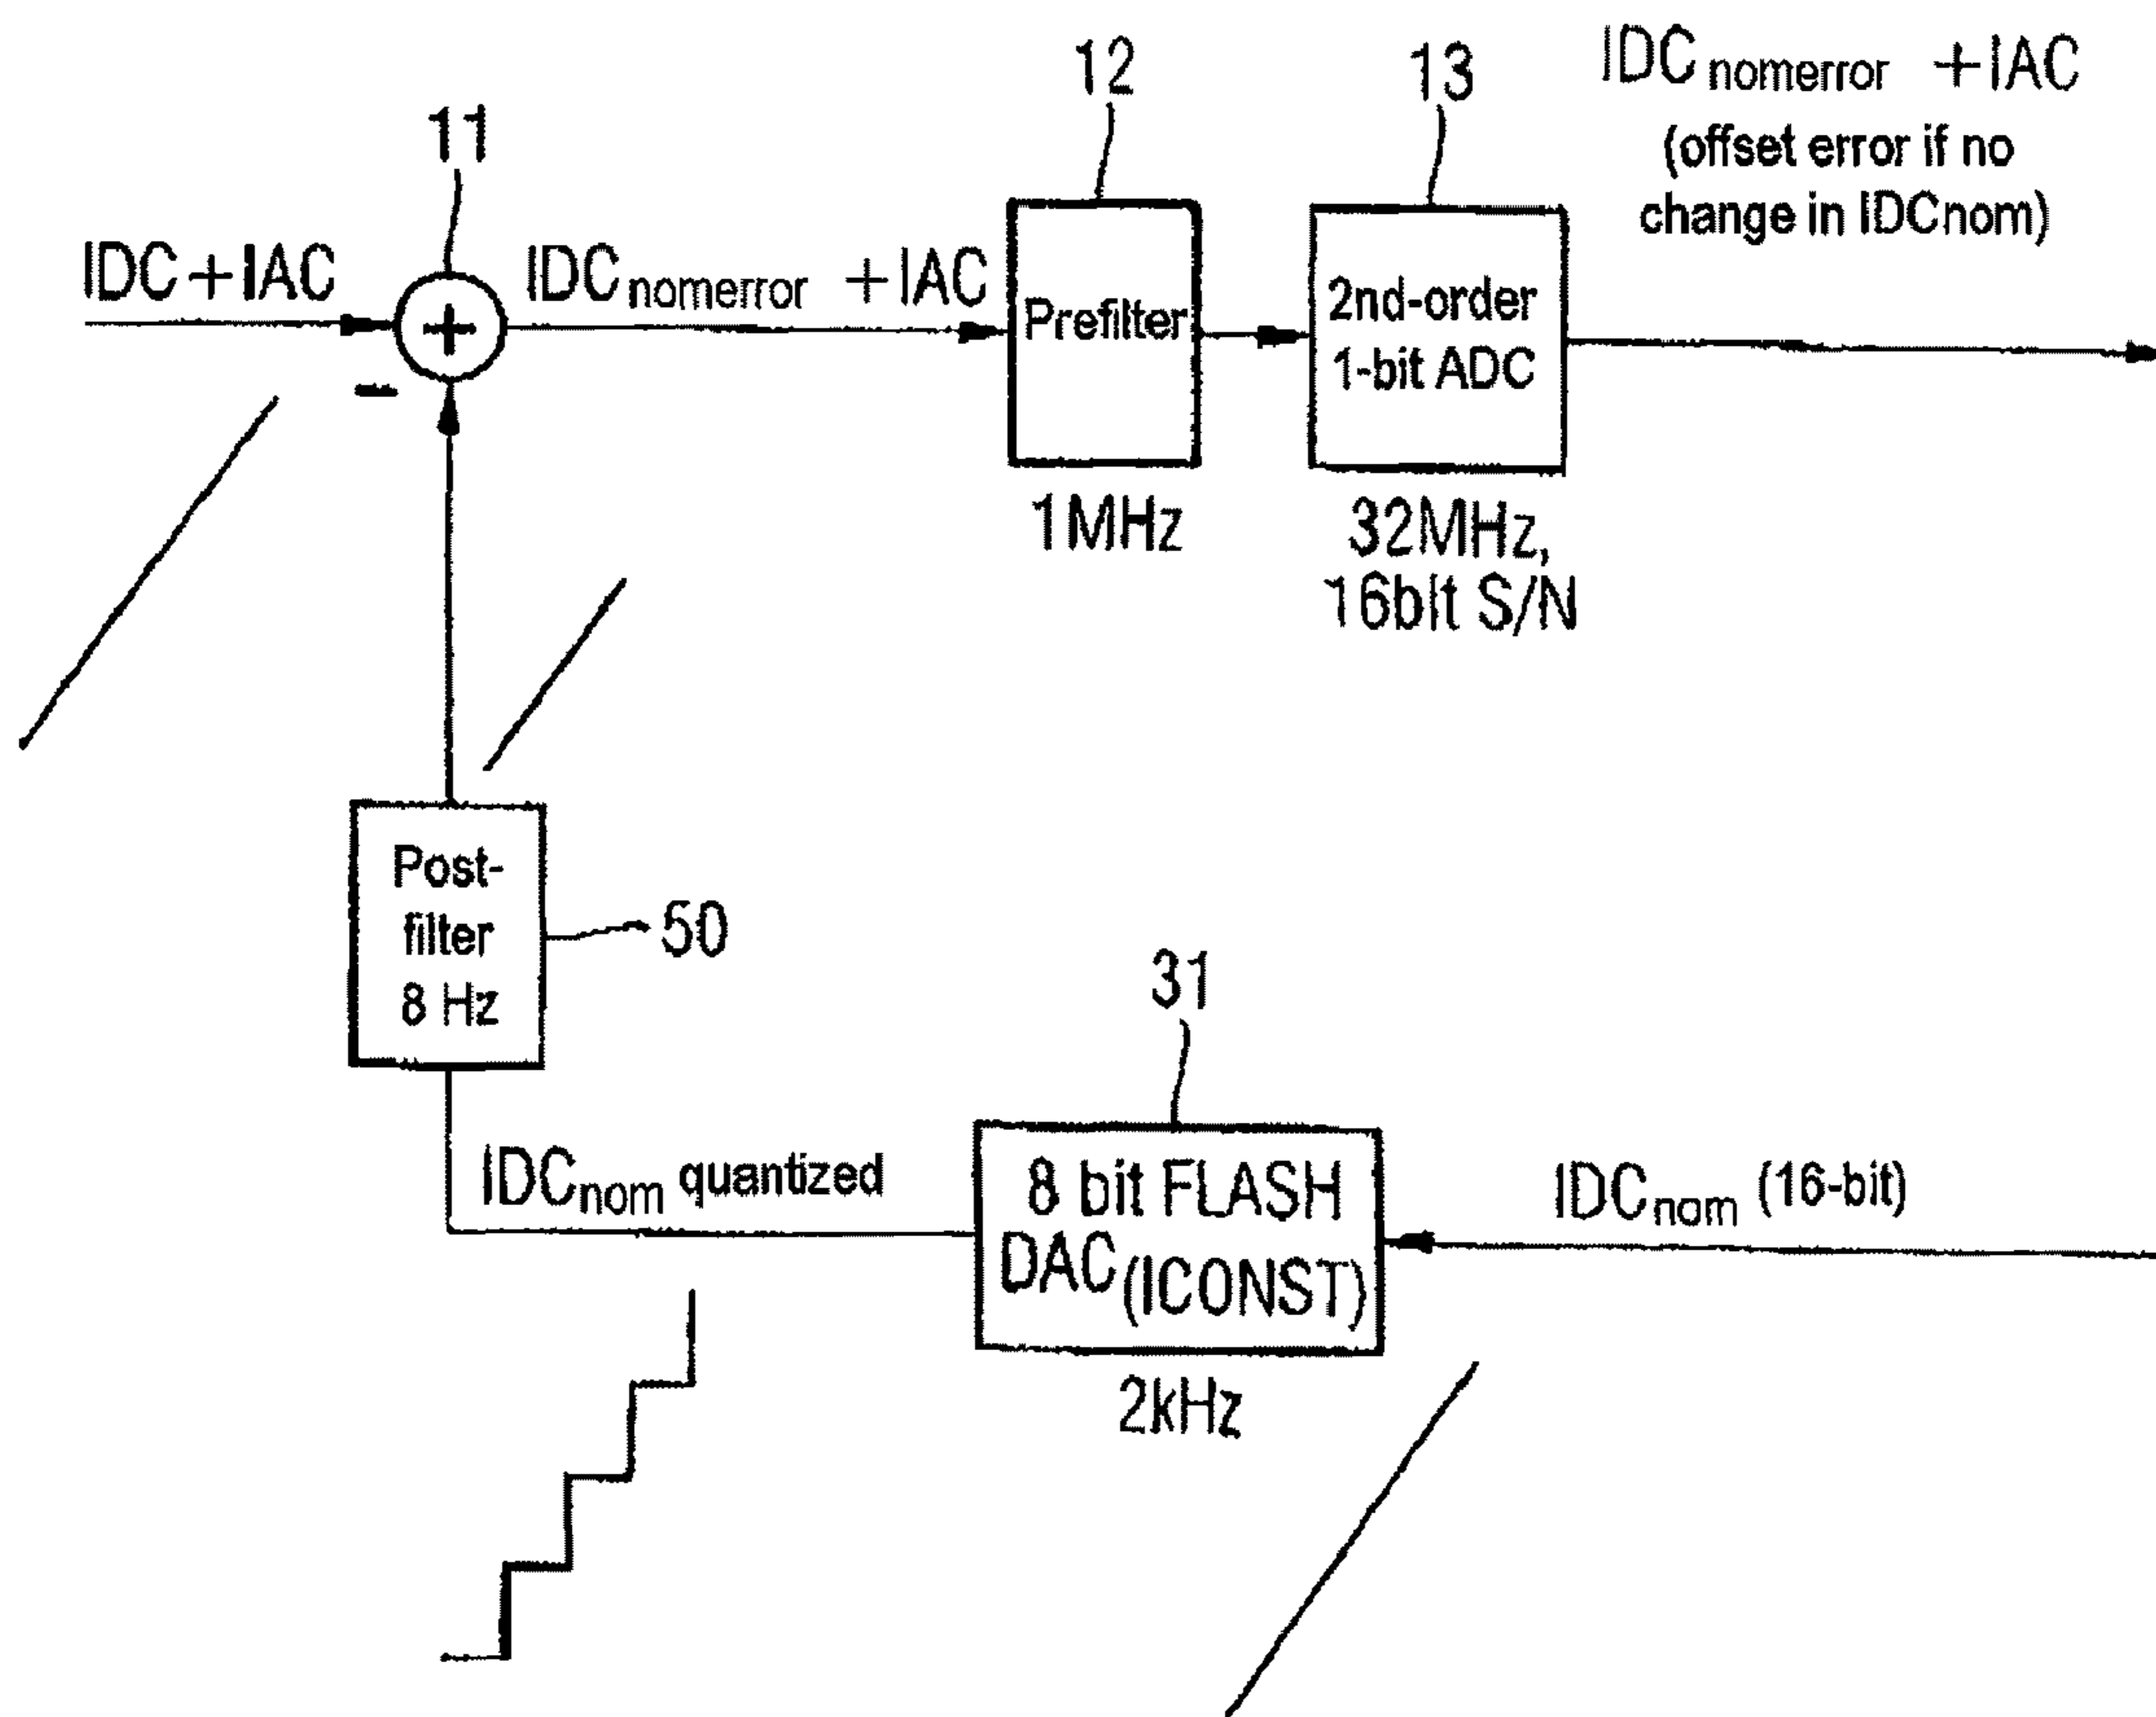 12
13
IDC nomerror +IAC
(offset error if no
change in IDCnom)
11
IDC+IAC
+
-
IDC nomerror +IAC
Prefilter
2nd-order
1-bit ADC
1MHz
32MHz,
16bit S/N
Post-
filter
8 Hz
50
31
IDCnom quantized
8 bit FLASH
DAC(ICONST)
IDCnom (16-bit)
2kHz